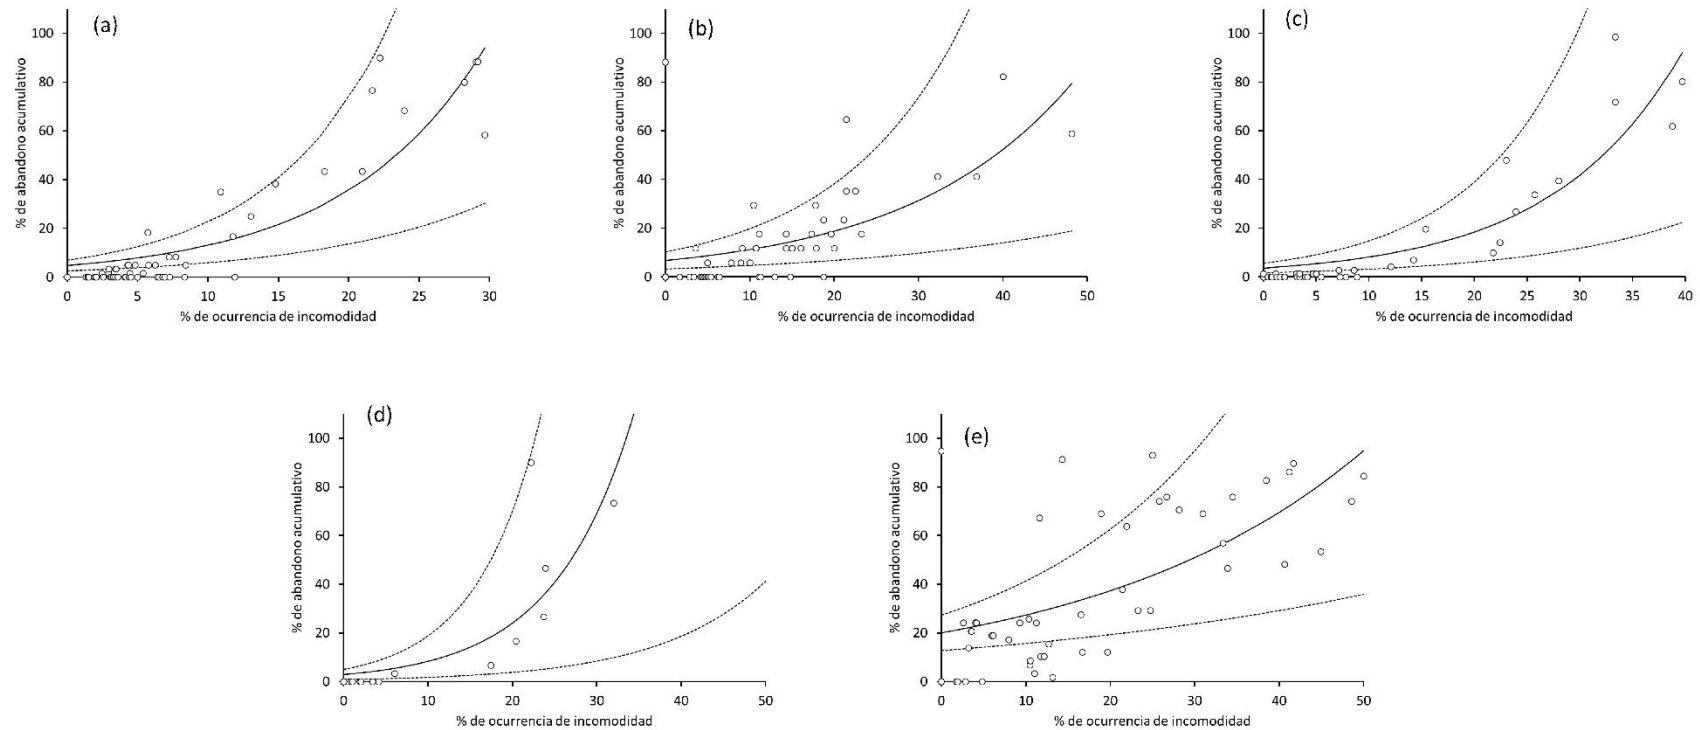 (a)
% de abandono acumulativo
100
80
60
40
20
0
0 5 10 15 20 25 30
% de ocurrencia de incomodidad
(b)
% de abandono acumulativo
100
80
60
40
20
0
0 10 20 30 40 50
% de ocurrencia de incomodidad
(c)
% de abandono acumulativo
100
80
60
40
20
0
0 5 10 15 20 25 30 35 40
% de ocurrencia de incomodidad
(d)
% de abandono acumulativo
100
80
60
40
20
0
0 10 20 30 40 50
% de ocurrencia de incomodidad
(e)
% de abandono acumulativo
100
80
60
40
20
0
0 10 20 30 40 50
% de ocurrencia de incomodidad